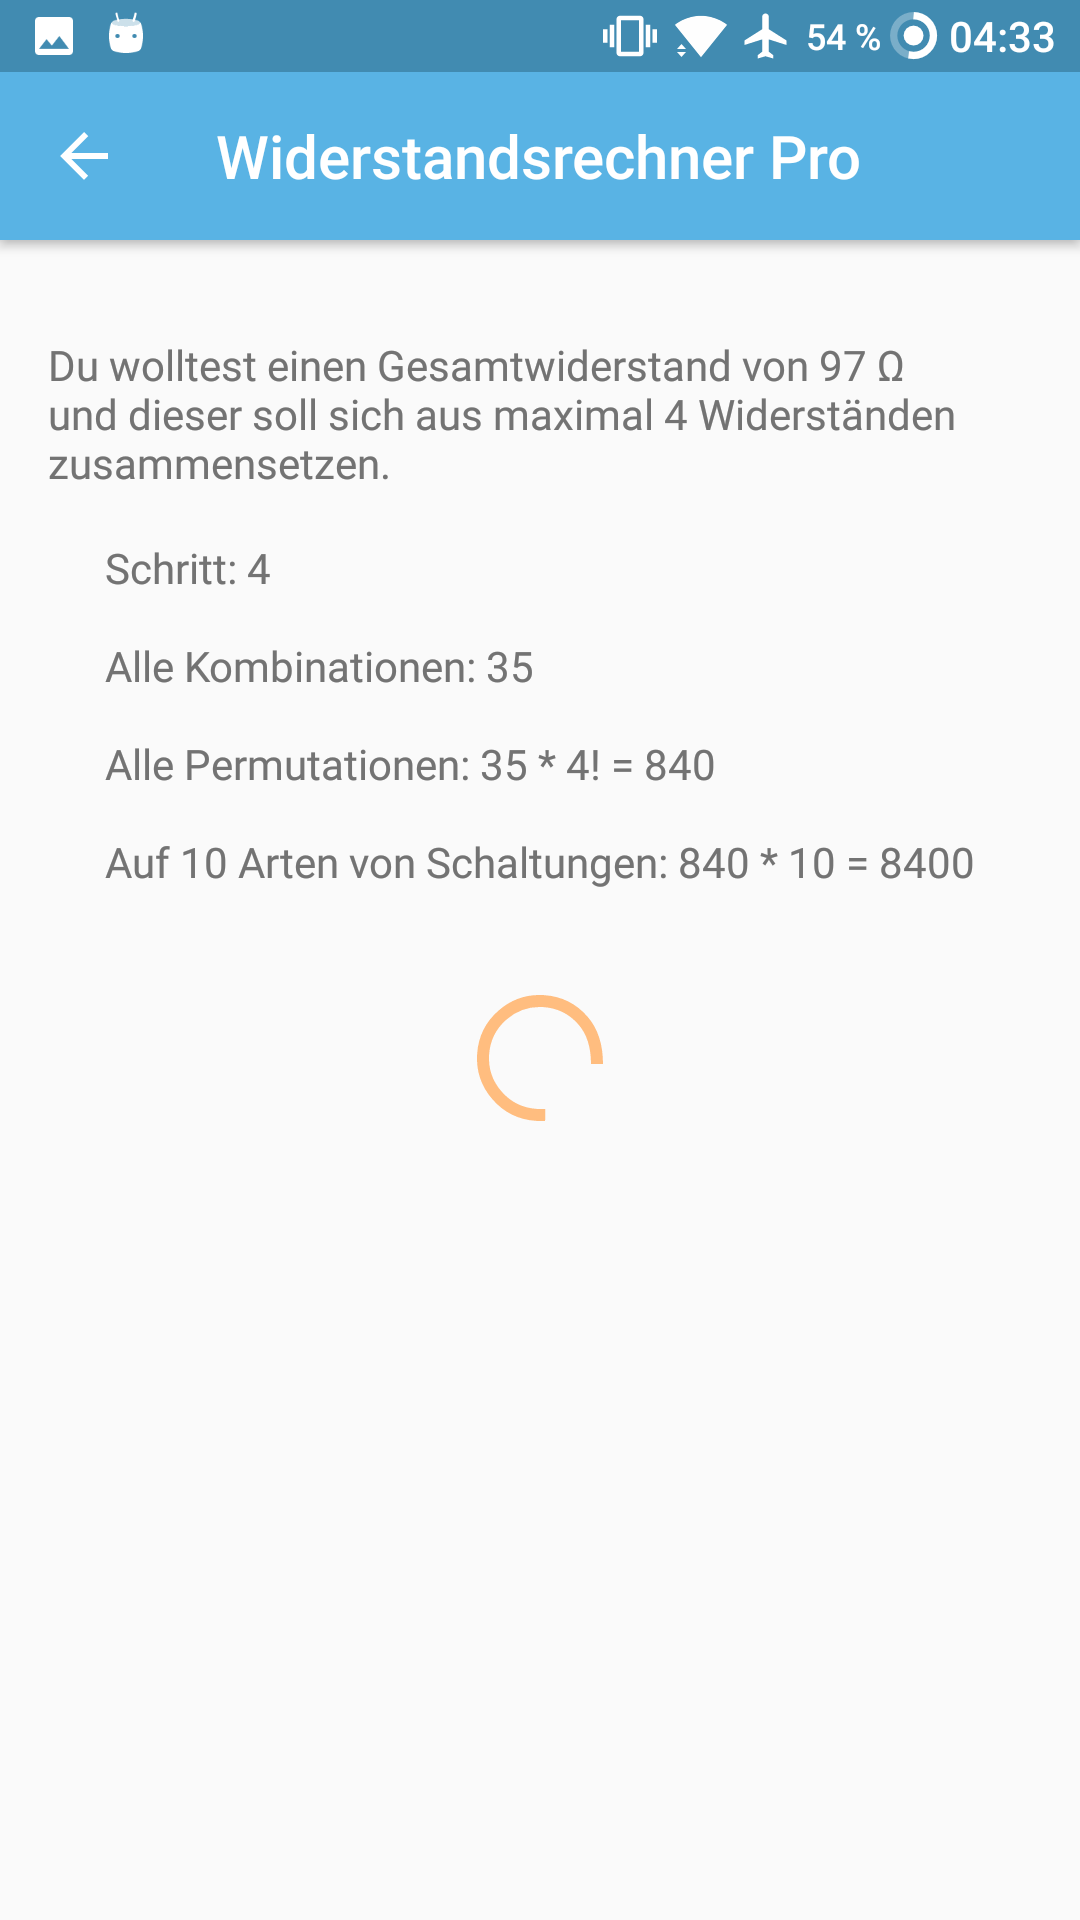 54 % 04:33
Widerstandsrechner Pro
Du wolltest einen Gesamtwiderstand von 97 Ω
und dieser soll sich aus maximal 4 Widerständen
zusammensetzen.
Schritt: 4
Alle Kombinationen: 35
Alle Permutationen: 35 * 4! = 840
Auf 10 Arten von Schaltungen: 840 * 10 = 8400